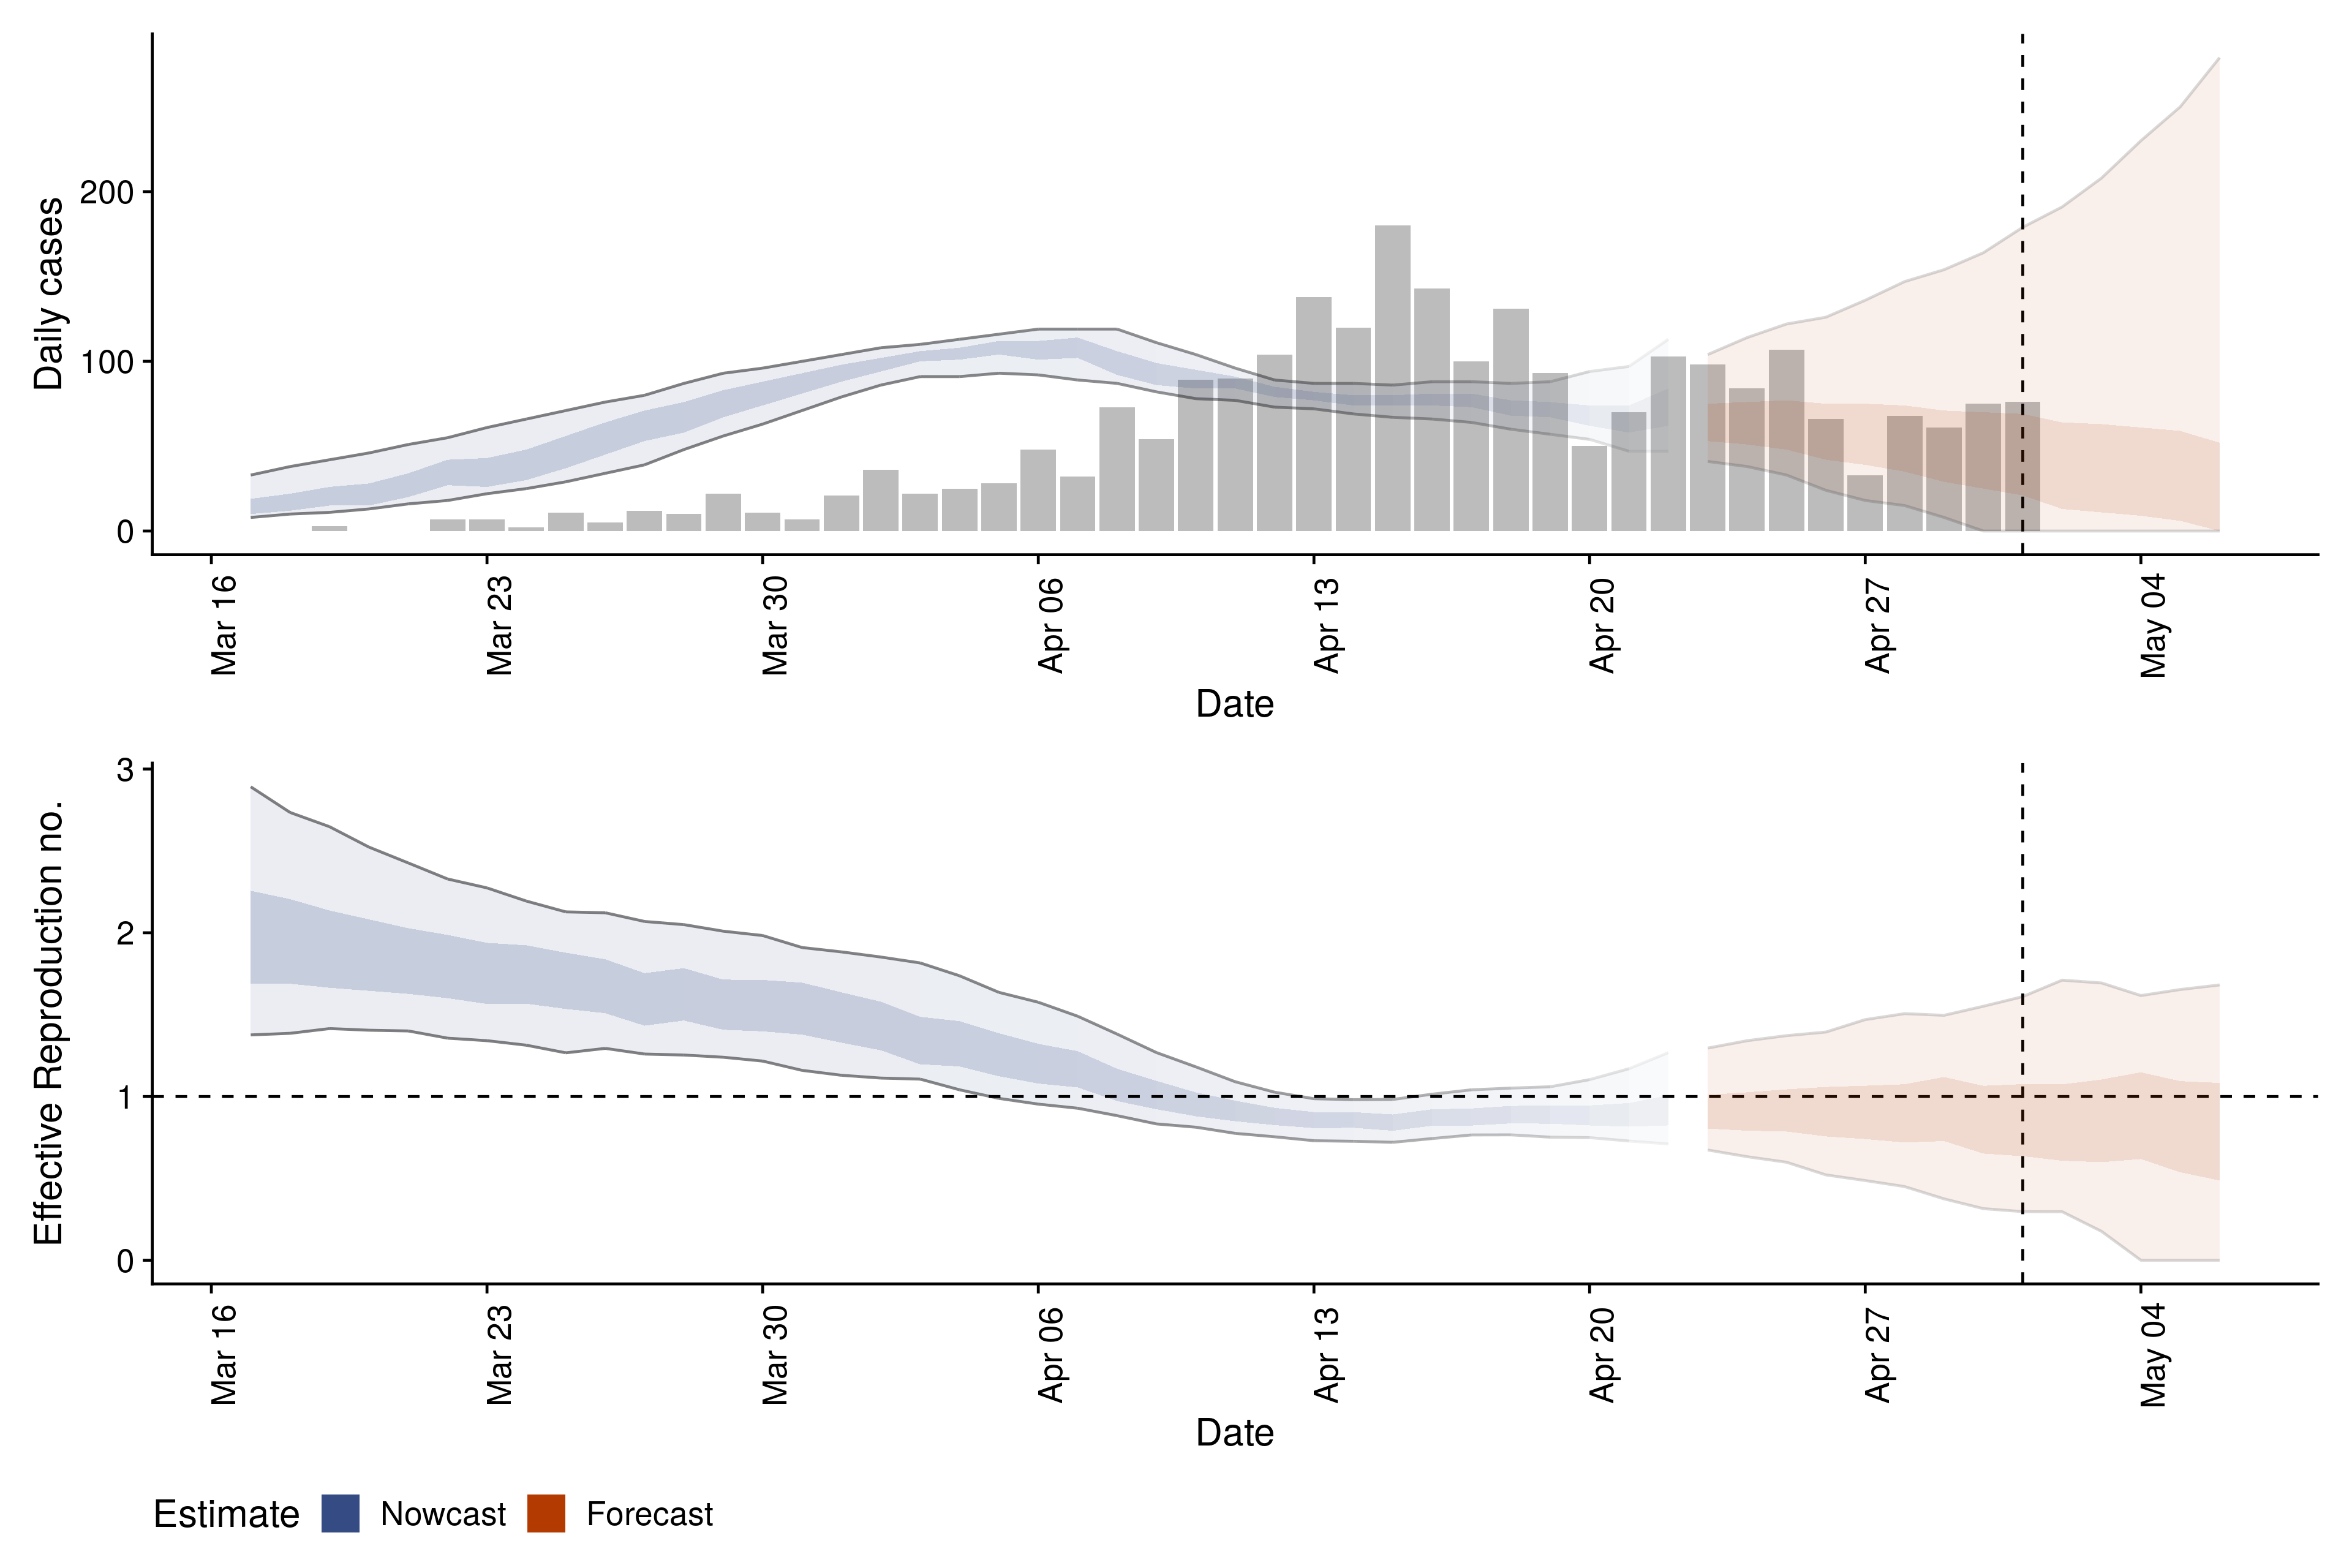 Daily cases
200
100
0
Mar 16
Mar 23
Mar 30
Apr 06
Apr 13
Apr 20
Apr 27
May 04
Date
Effective Reproduction no.
3
2
1
0
Mar 16
Mar 23
Mar 30
Apr 06
Apr 13
Apr 20
Apr 27
May 04
Date
Estimate Nowcast Forecast